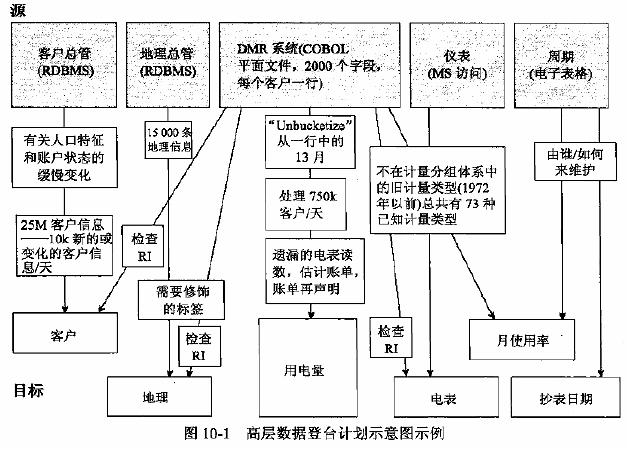 源
客户总管
(RDBMS)
地理总管
(RDBMS)
DMR 系统(COBOL
平面文件，2000 个字段，
每个客户一行)
仪表
(MS 访问)
周期
(电子表格)
有关人口特征
和账户状态的
缓慢变化
15 000 条
地理信息
“Unbucketize”
从一行中的
13 月
不在计量分组体系中
的旧计量类型(1972
年以前)总共有 73 种
已知计量类型
由谁/如何
来维护
处理 750k
客户/天
25M 客户信息
——10k 新的或
变化的客户信
息/天
检查
RI
遗漏的电表读
数，估计账单，
账单再声明
需要修饰
的标签
客户
检查
RI
用电量
检查
RI
月使用率
目标
地理
电表
抄表日期
图 10-1 高层数据登台计划示意图示例